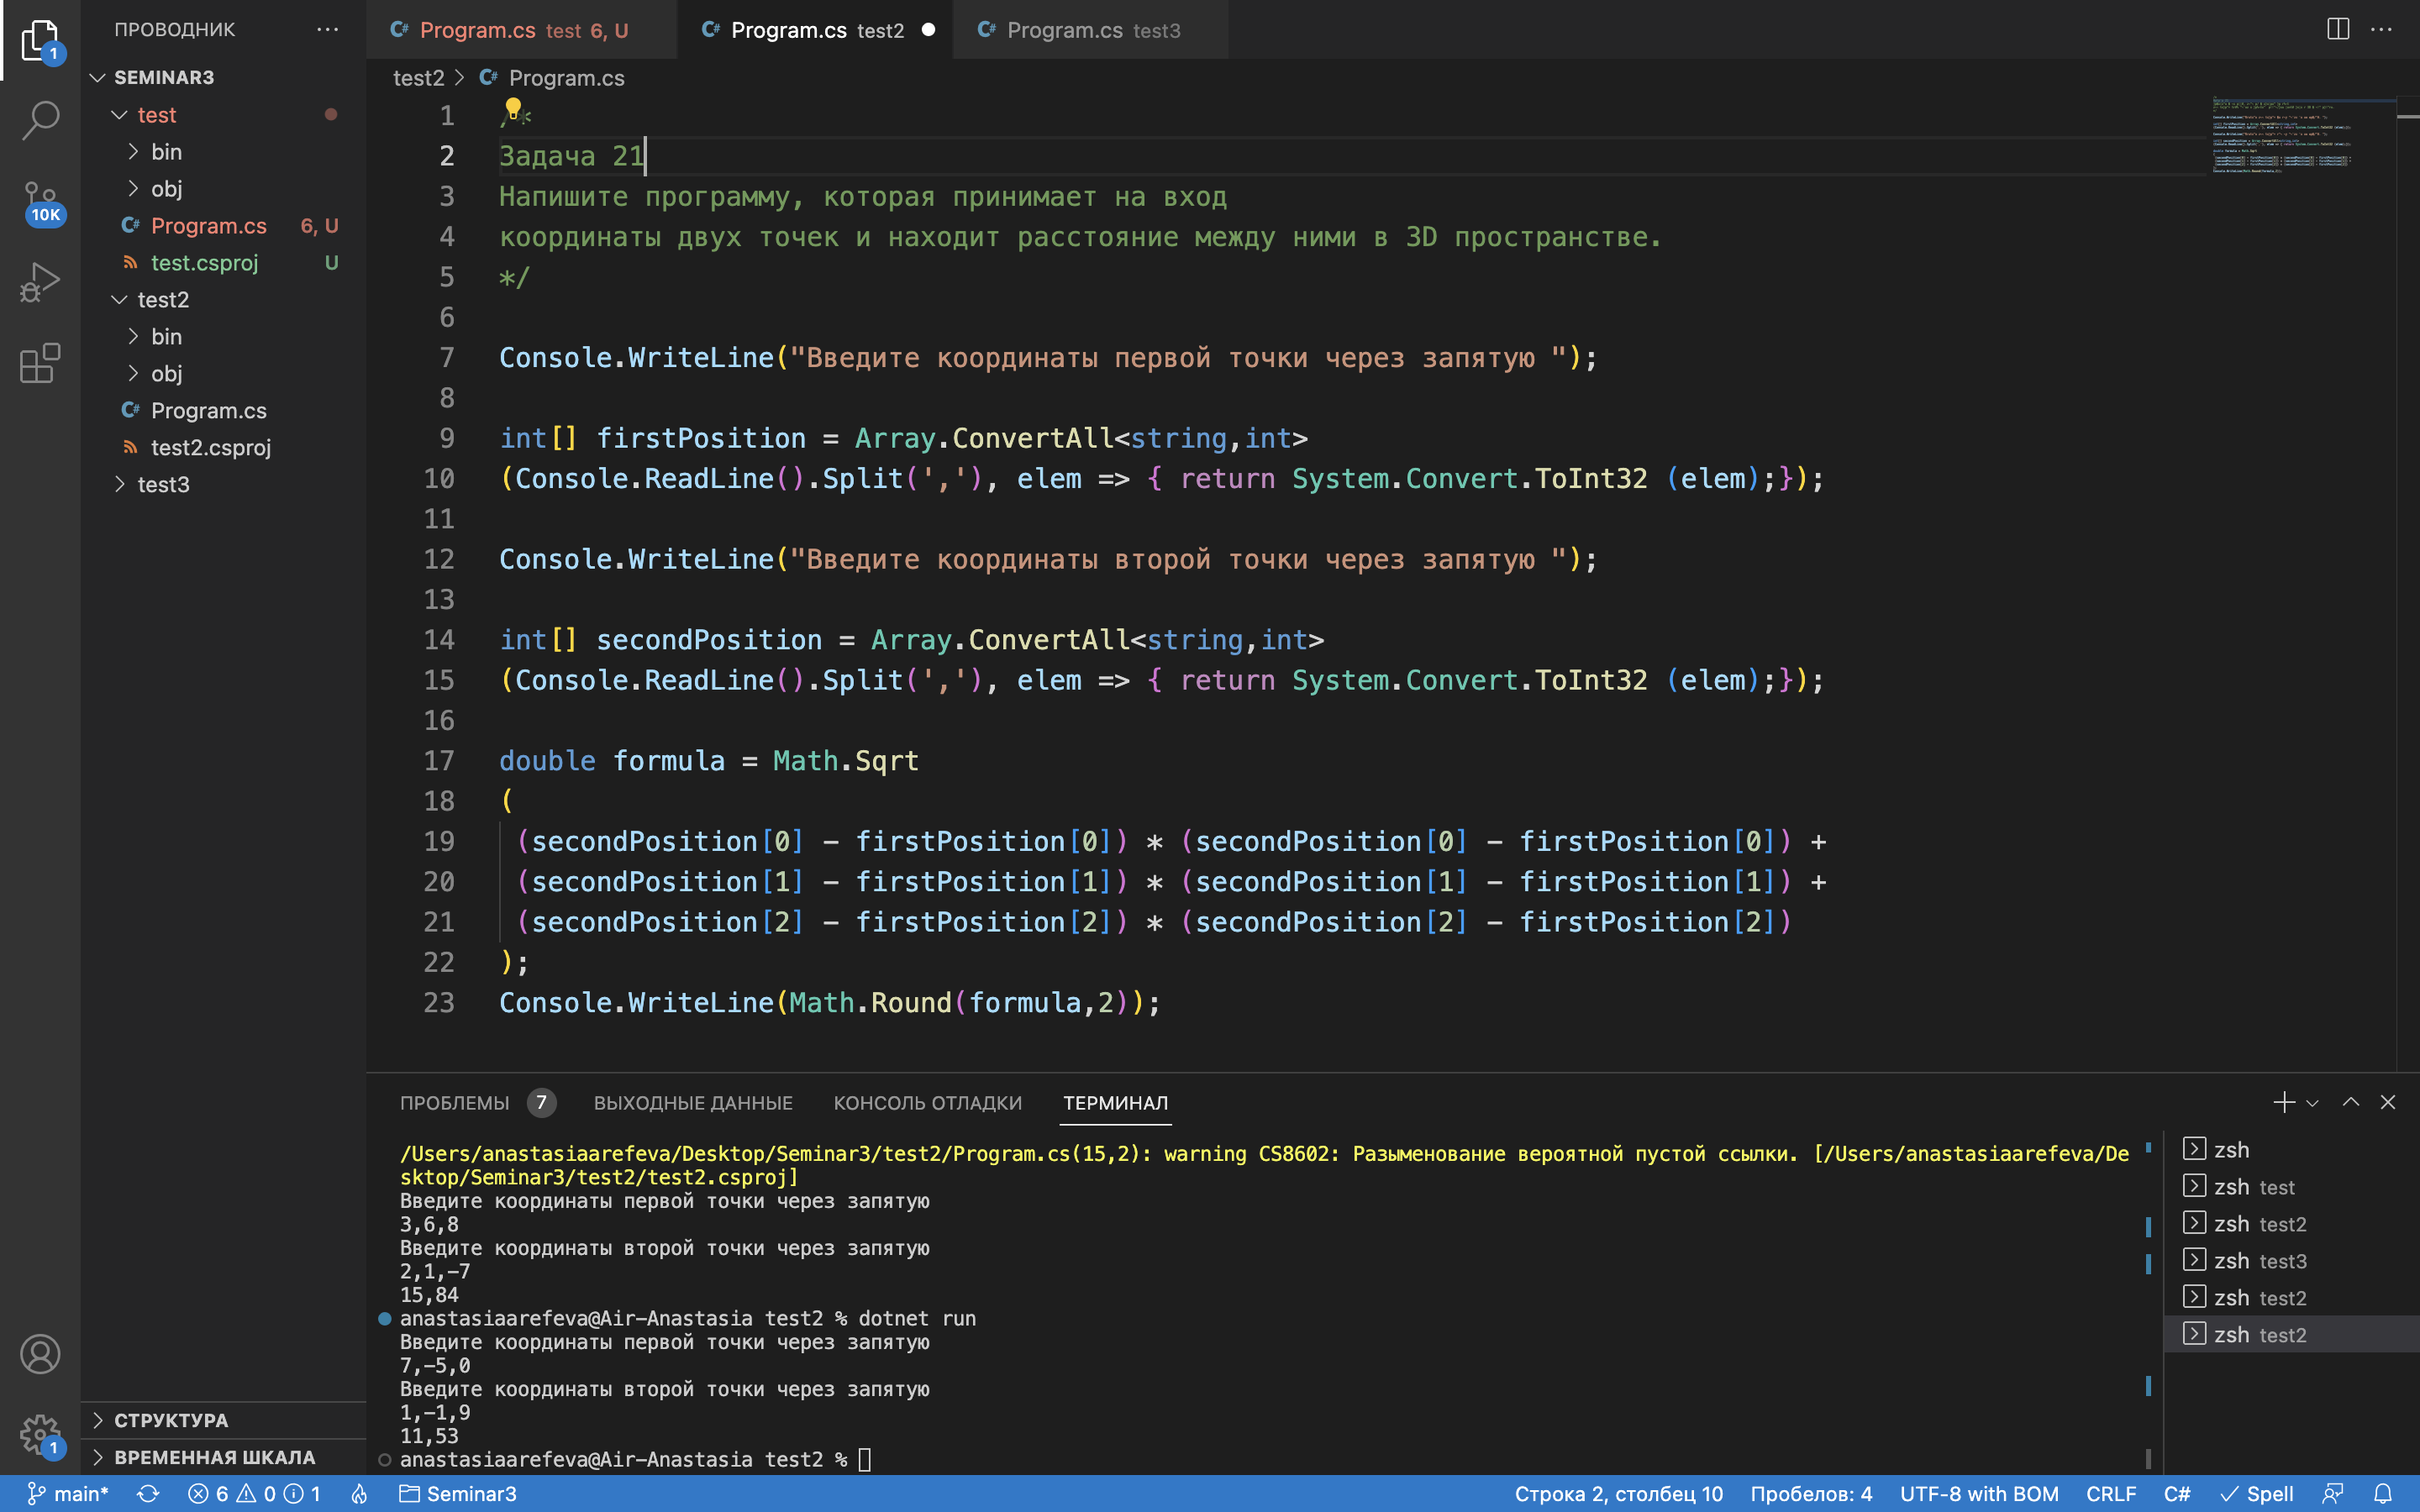 1
ПРОВОДНИК
SEMINAR3
test
bin
obj
Program.cs 6, U
test.csproj U
test2
bin
obj
Program.cs
test2.csproj
test3
10K
СТРУКТУРА
ВРЕМЕННАЯ ШКАЛА
1
Program.cs test 6, U
Program.cs test2
Program.cs test3
test2 > Program.cs
1 /*
2 Задача 21
3 Напишите программу, которая принимает на вход
4 координаты двух точек и находит расстояние между ними в 3D пространстве.
5 */
6
7 Console.WriteLine("Введите координаты первой точки через запятую ");
8
9 int[] firstPosition = Array.ConvertAll<string,int>
10 (Console.ReadLine().Split(','), elem => { return System.Convert.ToInt32 (elem);});
11
12 Console.WriteLine("Введите координаты второй точки через запятую ");
13
14 int[] secondPosition = Array.ConvertAll<string,int>
15 (Console.ReadLine().Split(','), elem => { return System.Convert.ToInt32 (elem);});
16
17 double formula = Math.Sqrt
18 (
19 (secondPosition[0] - firstPosition[0]) * (secondPosition[0] - firstPosition[0]) +
20 (secondPosition[1] - firstPosition[1]) * (secondPosition[1] - firstPosition[1]) +
21 (secondPosition[2] - firstPosition[2]) * (secondPosition[2] - firstPosition[2])
22 );
23 Console.WriteLine(Math.Round(formula,2));
ПРОБЛЕМЫ 7 ВЫХОДНЫЕ ДАННЫЕ КОНСОЛЬ ОТЛАДКИ ТЕРМИНАЛ
/Users/anastasiaarefeva/Desktop/Seminar3/test2/Program.cs(15,2): warning CS8602: Разыменование вероятной пустой ссылки. [/Users/anastasiaarefeva/De
sktop/Seminar3/test2/test2.csproj]
Введите координаты первой точки через запятую
3,6,8
Введите координаты второй точки через запятую
2,1,-7
15,84
anastasiaarefeva@Air-Anastasia test2 % dotnet run
Введите координаты первой точки через запятую
7,-5,0
Введите координаты второй точки через запятую
1,-1,9
11,53
anastasiaarefeva@Air-Anastasia test2 %
zsh
zsh test
zsh test2
zsh test3
zsh test2
zsh test2
main* 6 0 1 Seminar3 Строка 2, столбец 10 Пробелов: 4 UTF-8 with BOM CRLF C# Spell